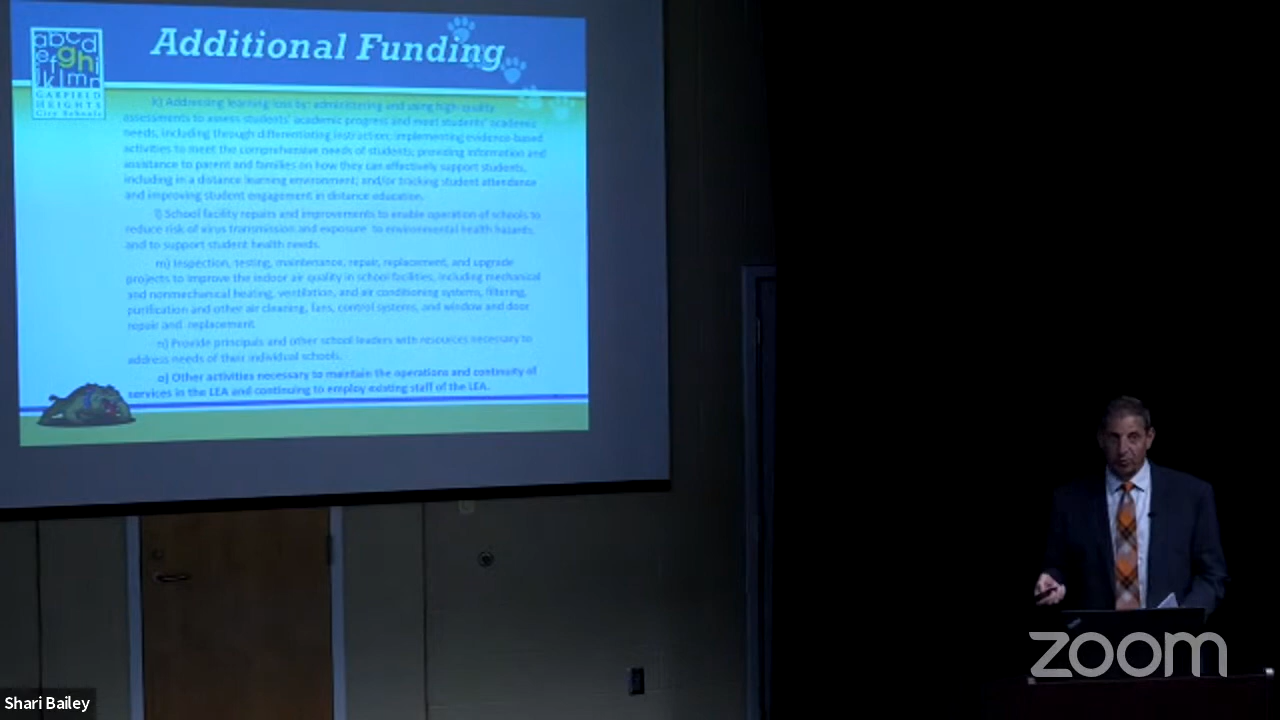 Additional Funding
abcd
efghi
jklmn
GARFIELD
HEIGHTS
City Schools
k) Addressing learning loss by: administering and using high-quality
assessments to assess students' academic progress and meet students' academic
needs, including through differentiating instruction; implementing evidence-based
activities to meet the comprehensive needs of students; providing information and
assistance to parent and families on how they can effectively support students,
including in a distance learning environment; and/or tracking student attendance
and improving student engagement in distance education.
l) School facility repairs and improvements to enable operation of schools to
reduce risk of virus transmission and exposure to environmental health hazards,
and to support student health needs.
m) Inspection, testing, maintenance, repair, replacement, and upgrade
projects to improve the indoor air quality in school facilities, including mechanical
and nonmechanical heating, ventilation, and air conditioning systems, filtering,
purification and other air cleaning, fans, control systems, and window and door
repair and replacement.
n) Provide principals and other school leaders with resources necessary to
address needs of their individual schools.
o) Other activities necessary to maintain the operations and continuity of
services in the LEA and continuing to employ existing staff of the LEA.
zoom
Shari Bailey